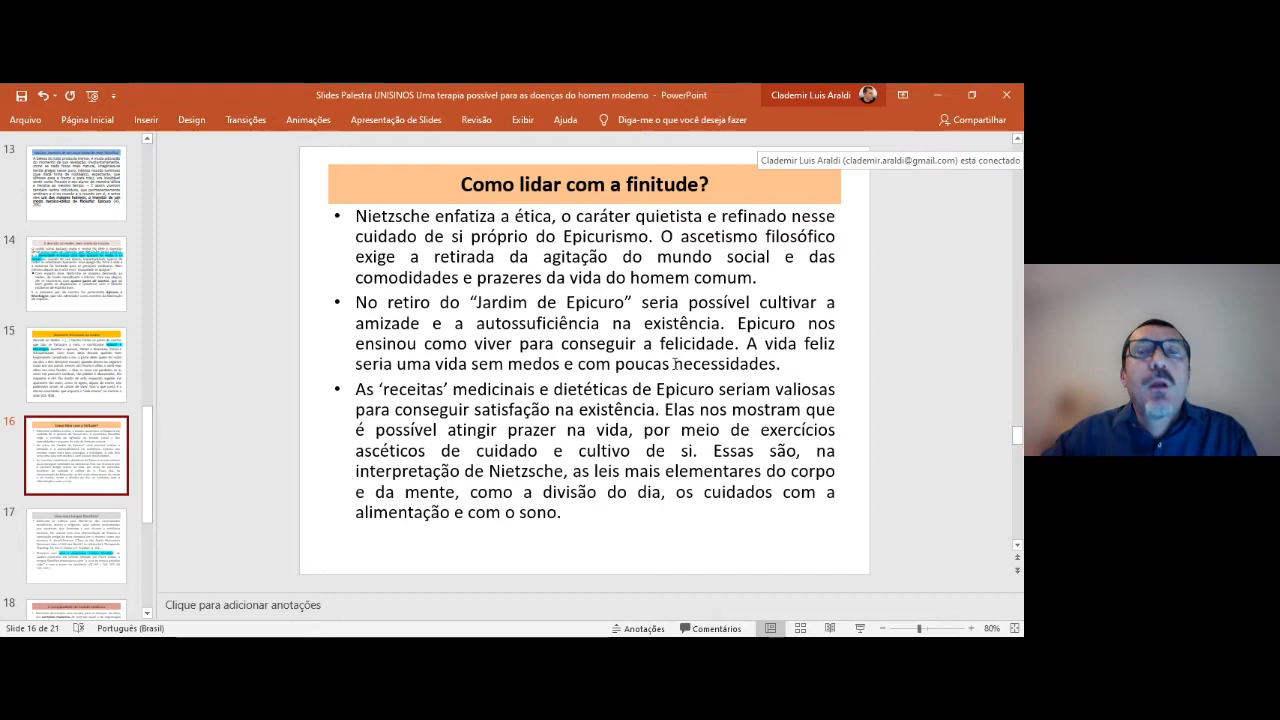 Slides Palestra UNISINOS Uma terapia possível para as doenças do homem moderno - PowerPoint
Clademir Luis Araldi
Arquivo Página Inicial Inserir Design Transições Animações Apresentação de Slides Revisão Exibir Ajuda Diga-me o que você deseja fazer Compartilhar
Clademir Luis Araldi (clademir.araldi@gmail.com) está conectado
13
14
15
16
17
18
Como lidar com a finitude?
• Nietzsche enfatiza a ética, o caráter quietista e refinado nesse
cuidado de si por meio do Epicurismo. O ascetismo filosófico
exige a retirada da agitação do mundo social e das
banalidades e prazeres da vida do homem comum.
• No retiro do “Jardim de Epicuro” seria possível cultivar a
amizade e a autossuficiência na existência. Epicuro nos
ensinou como é simples conseguir a felicidade. A vida feliz
seria uma vida sem excessos e com poucas necessidades.
• As ‘receitas’ medicinais e dietéticas de Epicuro seriam valiosas
para conseguir satisfação na existência. Elas nos mostram que
é possível atribuir valor à vida, por meio de exercícios
ascéticos de cuidado e cultivo de si. Essas são, na
interpretação de Nietzsche, as leis mais elementares do corpo
e da mente, como a divisão do dia, os cuidados com a
alimentação e com o sono.
Clique para adicionar anotações
Slide 16 de 21 Português (Brasil) Anotações Comentários 80%